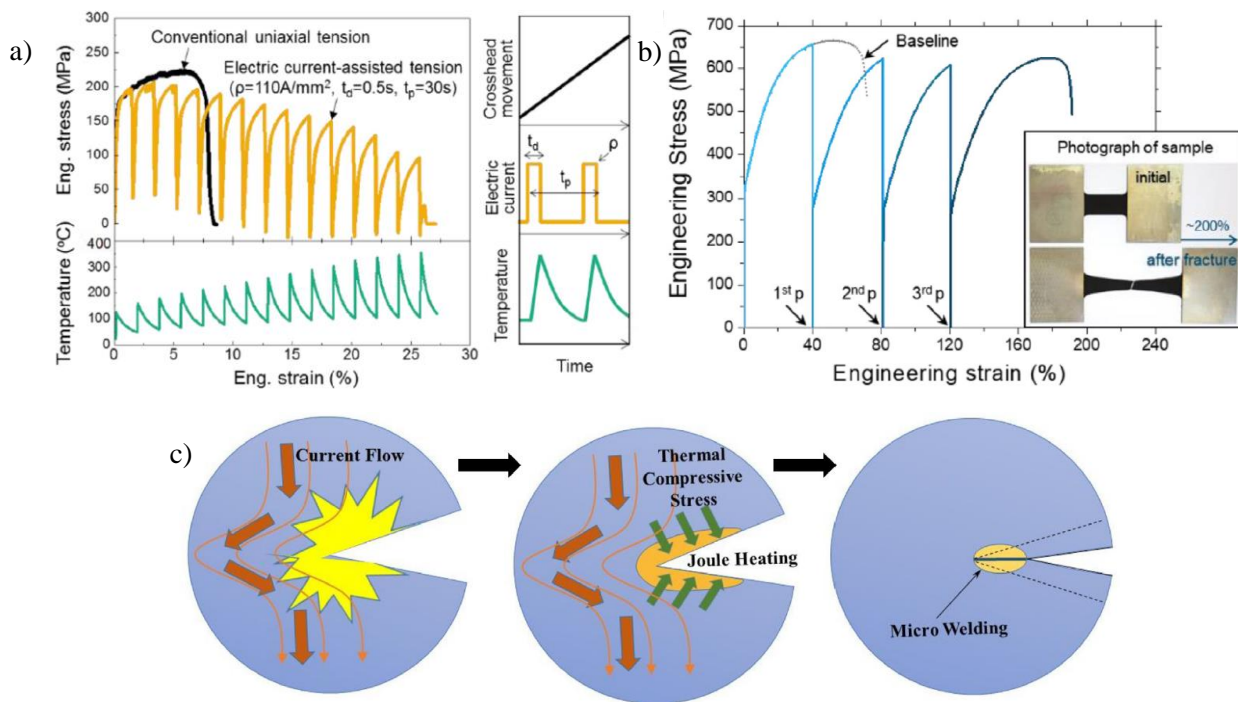 a)
Eng. stress (MPa)
300
250
200
150
100
50
0
Conventional uniaxial tension
Electric current-assisted tension
(ρ=110A/mm², td=0.5s, tp=30s)
Temperature (ºC)
400
300
200
100
0
0
5
10
15
20
25
30
Eng. strain (%)
Crosshead
movement
Electric
current
td
ρ
tp
Temperature
Time
b)
Engineering Stress (MPa)
700
600
500
400
300
600
700
0
Baseline
1st p
2nd p
3rd p
0
40
80
120
160
200
240
Engineering strain (%)
Photograph of sample
initial
~200%
after fracture
c)
Current Flow
Thermal
Compressive
Stress
Joule Heating
Micro Welding